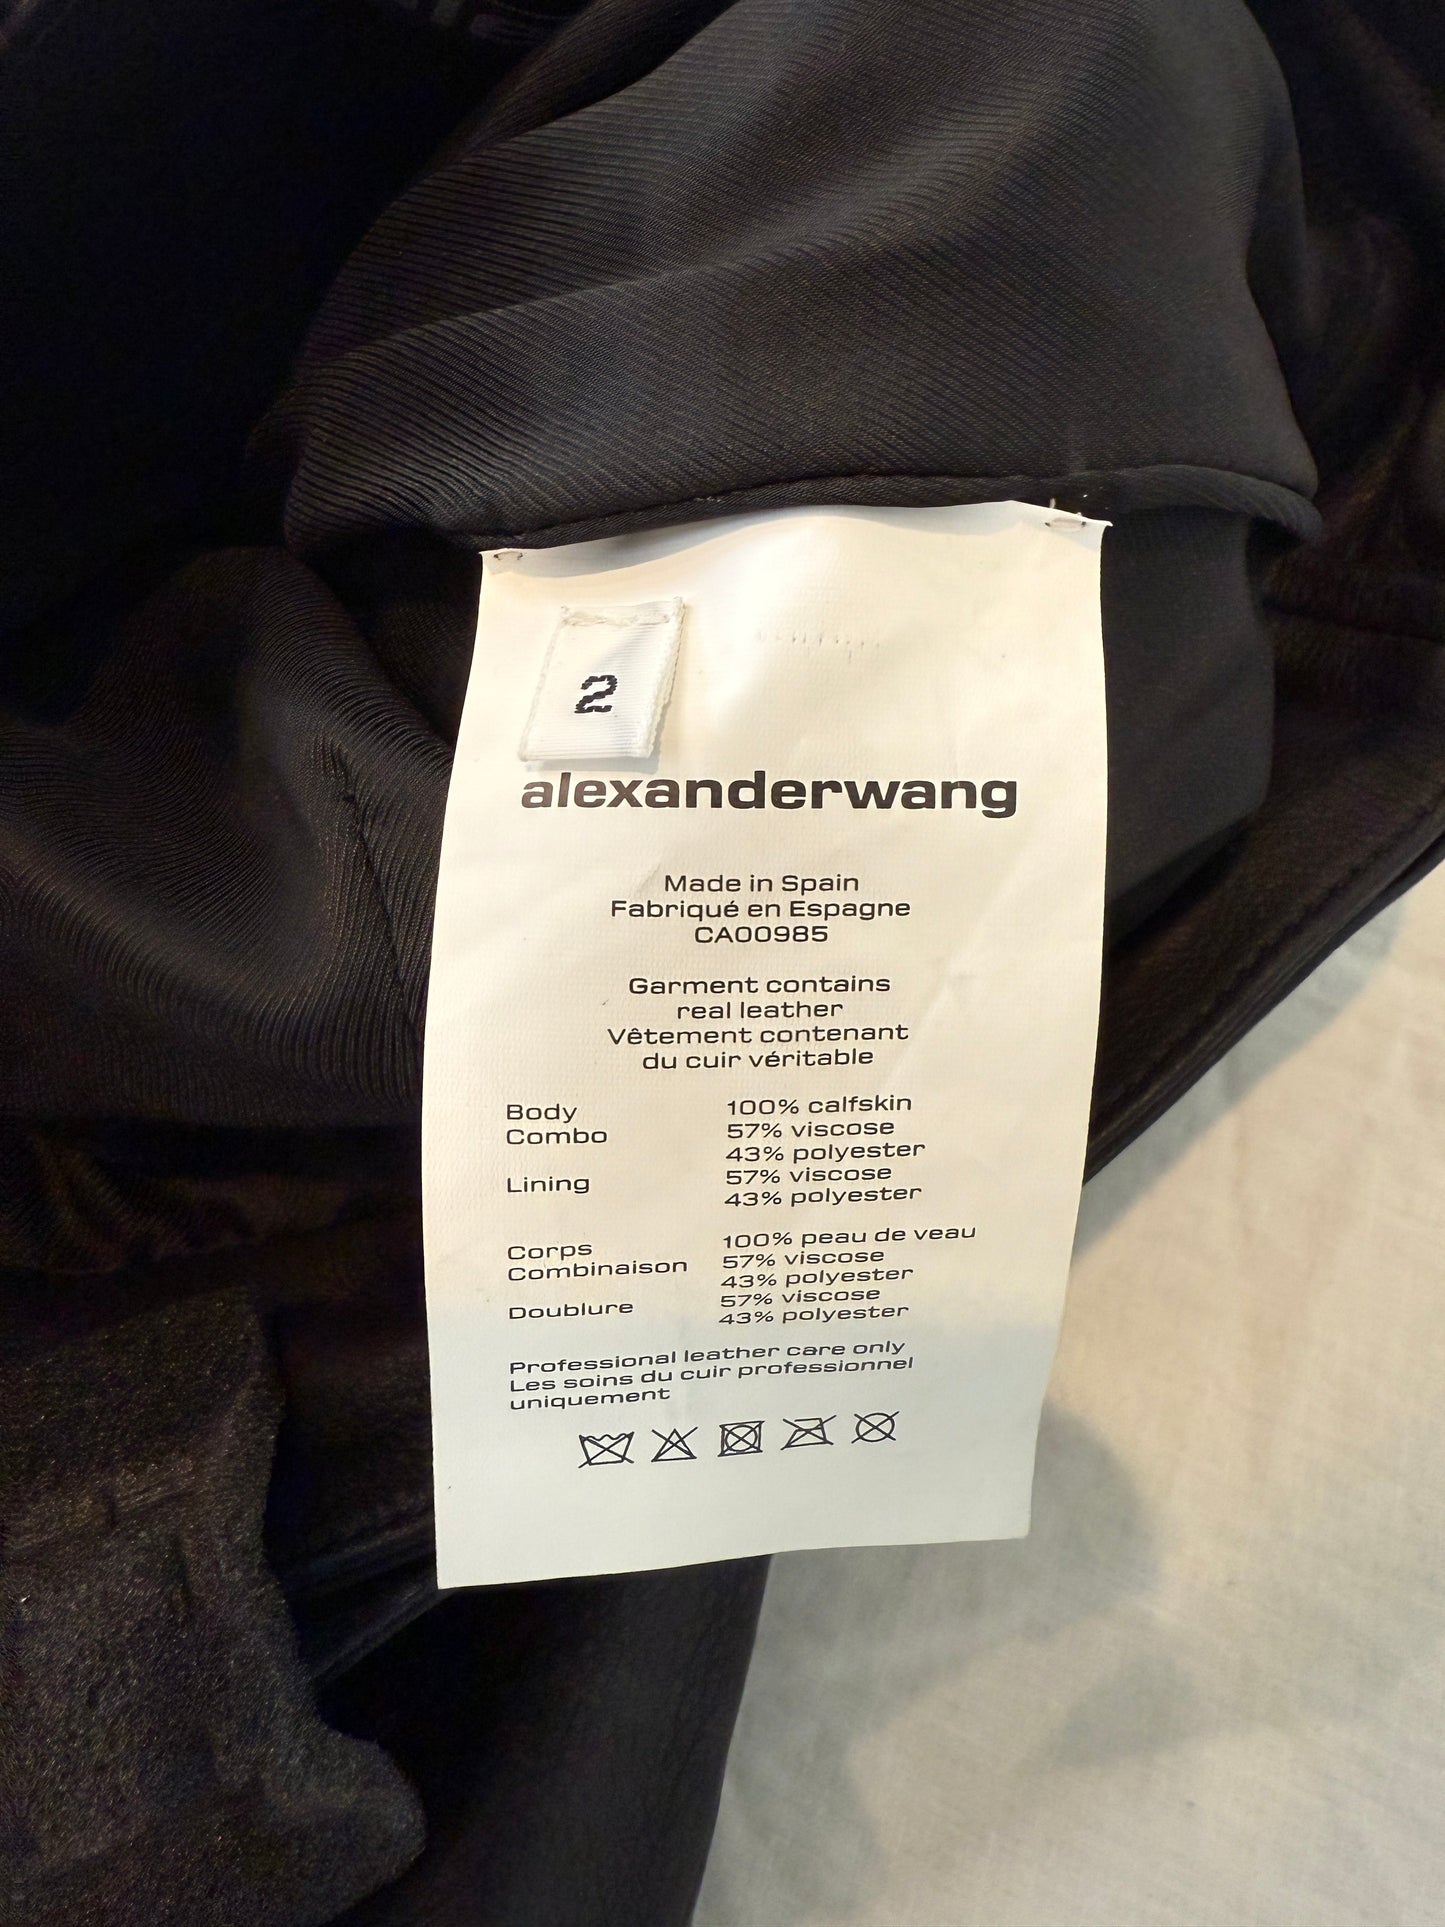 2
alexanderwang
Made in Spain
Fabriqué en Espagne
CA00985
Garment contains
real leather
Vêtement contenant
du cuir véritable
Body 100% calfskin
Combo 57% viscose
43% polyester
Lining 57% viscose
43% polyester
Corps 100% peau de veau
Combinaison 57% viscose
43% polyester
Doublure 57% viscose
43% polyester
Professional leather care only
Les soins du cuir professionnel
uniquement